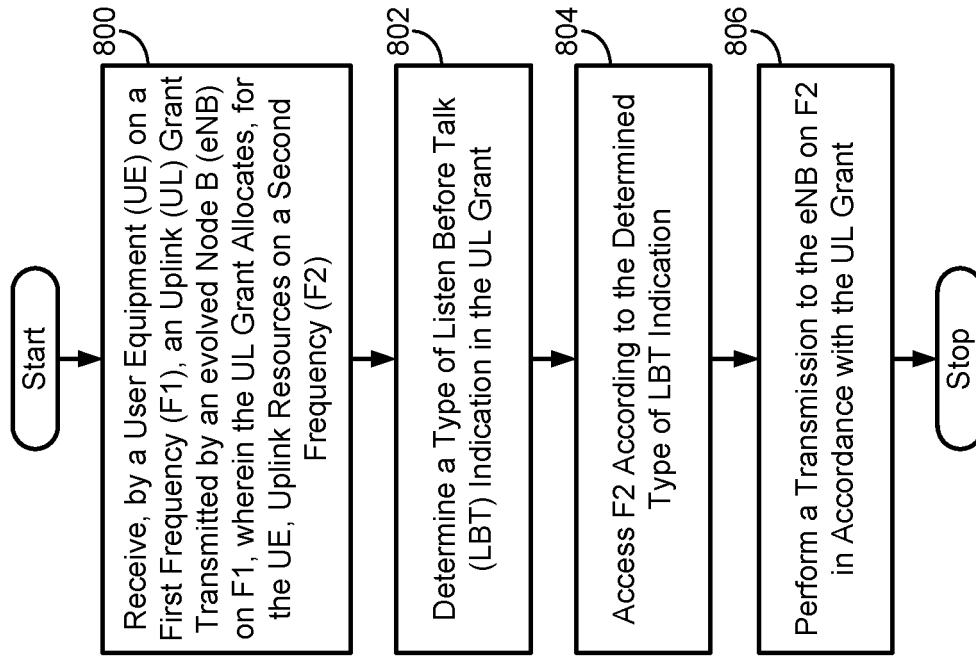 Start
800
Receive, by a User Equipment (UE) on a
First Frequency (F1), an Uplink (UL) Grant
Transmitted by an evolved Node B (eNB)
on F1, wherein the UL Grant Allocates, for
the UE, Uplink Resources on a Second
Frequency (F2)
802
Determine a Type of Listen Before Talk
(LBT) Indication in the UL Grant
804
Access F2 According to the Determined
Type of LBT Indication
806
Perform a Transmission to the eNB on F2
in Accordance with the UL Grant
Stop